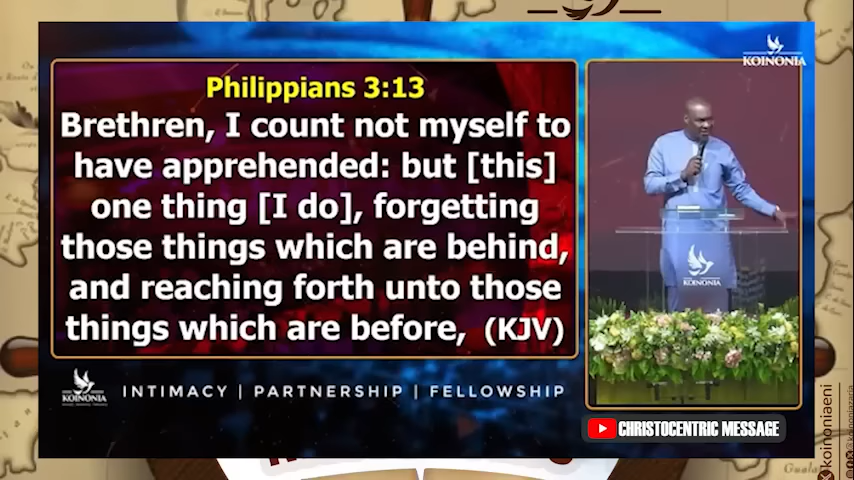 KOINONIA
Philippians 3:13
Brethren, I count not myself to
have apprehended: but [this]
one thing [I do], forgetting
those things which are behind,
and reaching forth unto those
things which are before, (KJV)
KOINONIA
KOINONIA
INTIMACY | PARTNERSHIP | FELLOWSHIP
CHRISTOCENTRIC MESSAGE
koinoniaeni